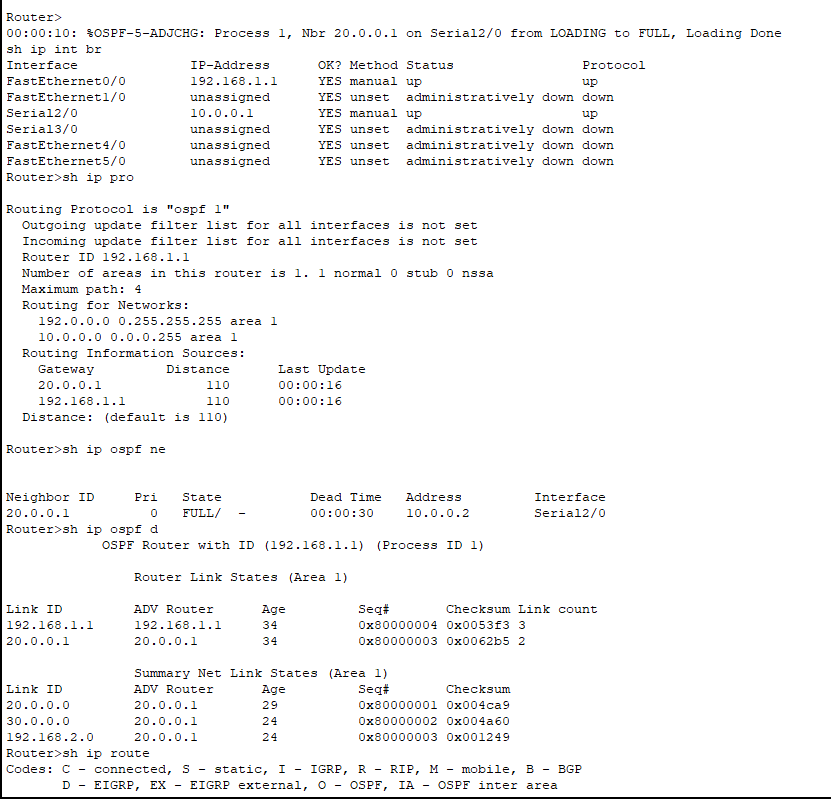 Router>
00:00:10: %OSPF-5-ADJCHG: Process 1, Nbr 20.0.0.1 on Serial2/0 from LOADING to FULL, Loading Done
sh ip int br
Interface              IP-Address      OK? Method Status                Protocol
FastEthernet0/0        192.168.1.1     YES manual up                    up
FastEthernet1/0        unassigned      YES unset  administratively down down
Serial2/0              10.0.0.1        YES manual up                    up
Serial3/0              unassigned      YES unset  administratively down down
FastEthernet4/0        unassigned      YES unset  administratively down down
FastEthernet5/0        unassigned      YES unset  administratively down down
Router>sh ip pro
Routing Protocol is "ospf 1"
  Outgoing update filter list for all interfaces is not set
  Incoming update filter list for all interfaces is not set
  Router ID 192.168.1.1
  Number of areas in this router is 1. 1 normal 0 stub 0 nssa
  Maximum path: 4
  Routing for Networks:
    192.0.0.0 0.255.255.255 area 1
    10.0.0.0 0.0.0.255 area 1
  Routing Information Sources:
    Gateway         Distance      Last Update
    20.0.0.1             110      00:00:16
    192.168.1.1          110      00:00:16
  Distance: (default is 110)
Router>sh ip ospf ne
Neighbor ID     Pri   State           Dead Time   Address         Interface
20.0.0.1          0   FULL/  -        00:00:30    10.0.0.2        Serial2/0
Router>sh ip ospf d
            OSPF Router with ID (192.168.1.1) (Process ID 1)
                Router Link States (Area 1)
Link ID         ADV Router      Age         Seq#       Checksum Link count
192.168.1.1     192.168.1.1     34          0x80000004 0x0053f3 3
20.0.0.1        20.0.0.1        34          0x80000003 0x0062b5 2
                Summary Net Link States (Area 1)
Link ID         ADV Router      Age         Seq#       Checksum
20.0.0.0        20.0.0.1        29          0x80000001 0x004ca9
30.0.0.0        20.0.0.1        24          0x80000002 0x004a60
192.168.2.0     20.0.0.1        24          0x80000003 0x001249
Router>sh ip route
Codes: C - connected, S - static, I - IGRP, R - RIP, M - mobile, B - BGP
       D - EIGRP, EX - EIGRP external, O - OSPF, IA - OSPF inter area